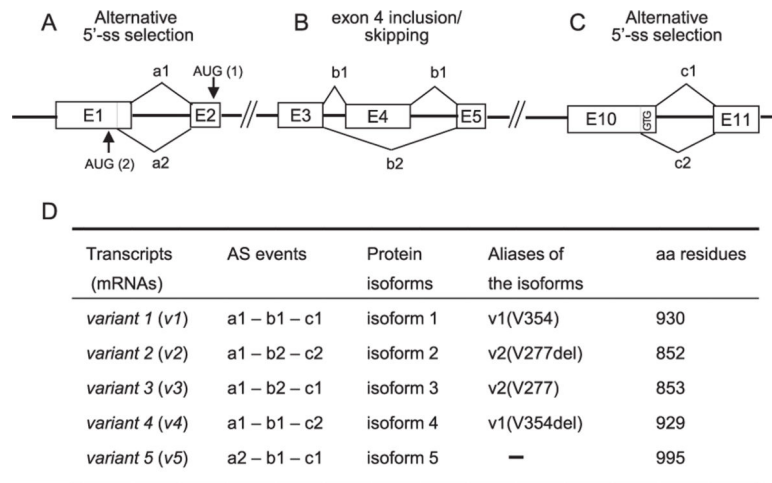 A
Alternative
5'-ss selection
a1
AUG (1)
E1
E2
AUG (2)
a2
B
exon 4 inclusion/
skipping
b1
b1
E3
E4
E5
b2
C
Alternative
5'-ss selection
c1
E10
GTG
E11
c2
D
Transcripts (mRNAs) AS events Protein isoforms Aliases of the isoforms aa residues
variant 1 (v1) a1 – b1 – c1 isoform 1 v1(V354) 930
variant 2 (v2) a1 – b2 – c2 isoform 2 v2(V277del) 852
variant 3 (v3) a1 – b2 – c1 isoform 3 v2(V277) 853
variant 4 (v4) a1 – b1 – c2 isoform 4 v1(V354del) 929
variant 5 (v5) a2 – b1 – c1 isoform 5 – 995